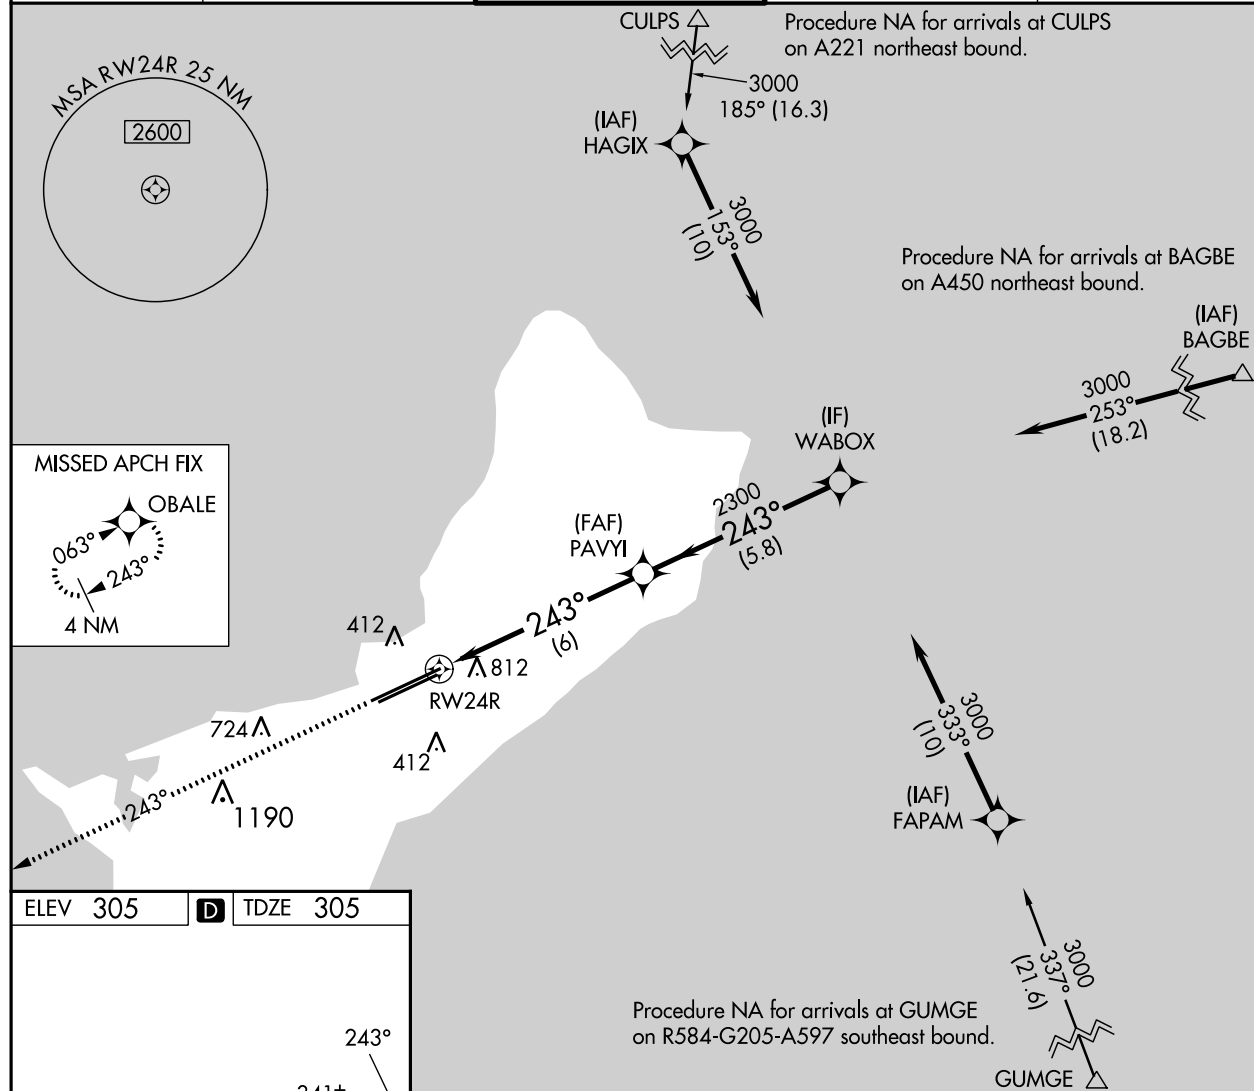 CULPS
Procedure NA for arrivals at CULPS
on A221 northeast bound.
MSA RW24R 25 NM
2600
3000
185° (16.3)
(IAF)
HAGIX
3000
153°
(10)
Procedure NA for arrivals at BAGBE
on A450 northeast bound.
(IAF)
BAGBE
3000
253°
(18.2)
(IF)
WABOX
2300
243°
(5.8)
(FAF)
PAVYI
243°
(6)
MISSED APCH FIX
OBALE
063°
243°
4 NM
412
812
RW24R
724
412
243°
1190
3000
333°
(10)
(IAF)
FAPAM
ELEV 305
D
TDZE 305
243°
3000
337°
(21.6)
Procedure NA for arrivals at GUMGE
on R584-G205-A597 southeast bound.
GUMGE